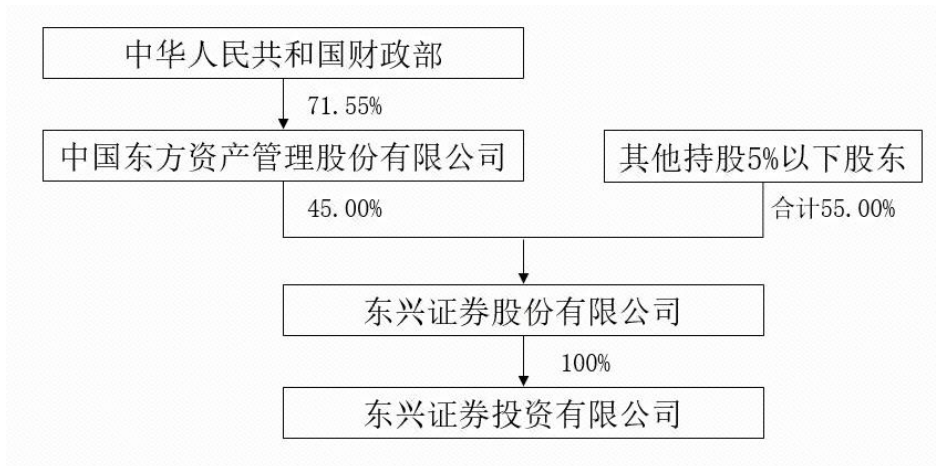 中华人民共和国财政部
71.55%
中国东方资产管理股份有限公司
其他持股5%以下股东
45.00%
合计55.00%
东兴证券股份有限公司
100%
东兴证券投资有限公司